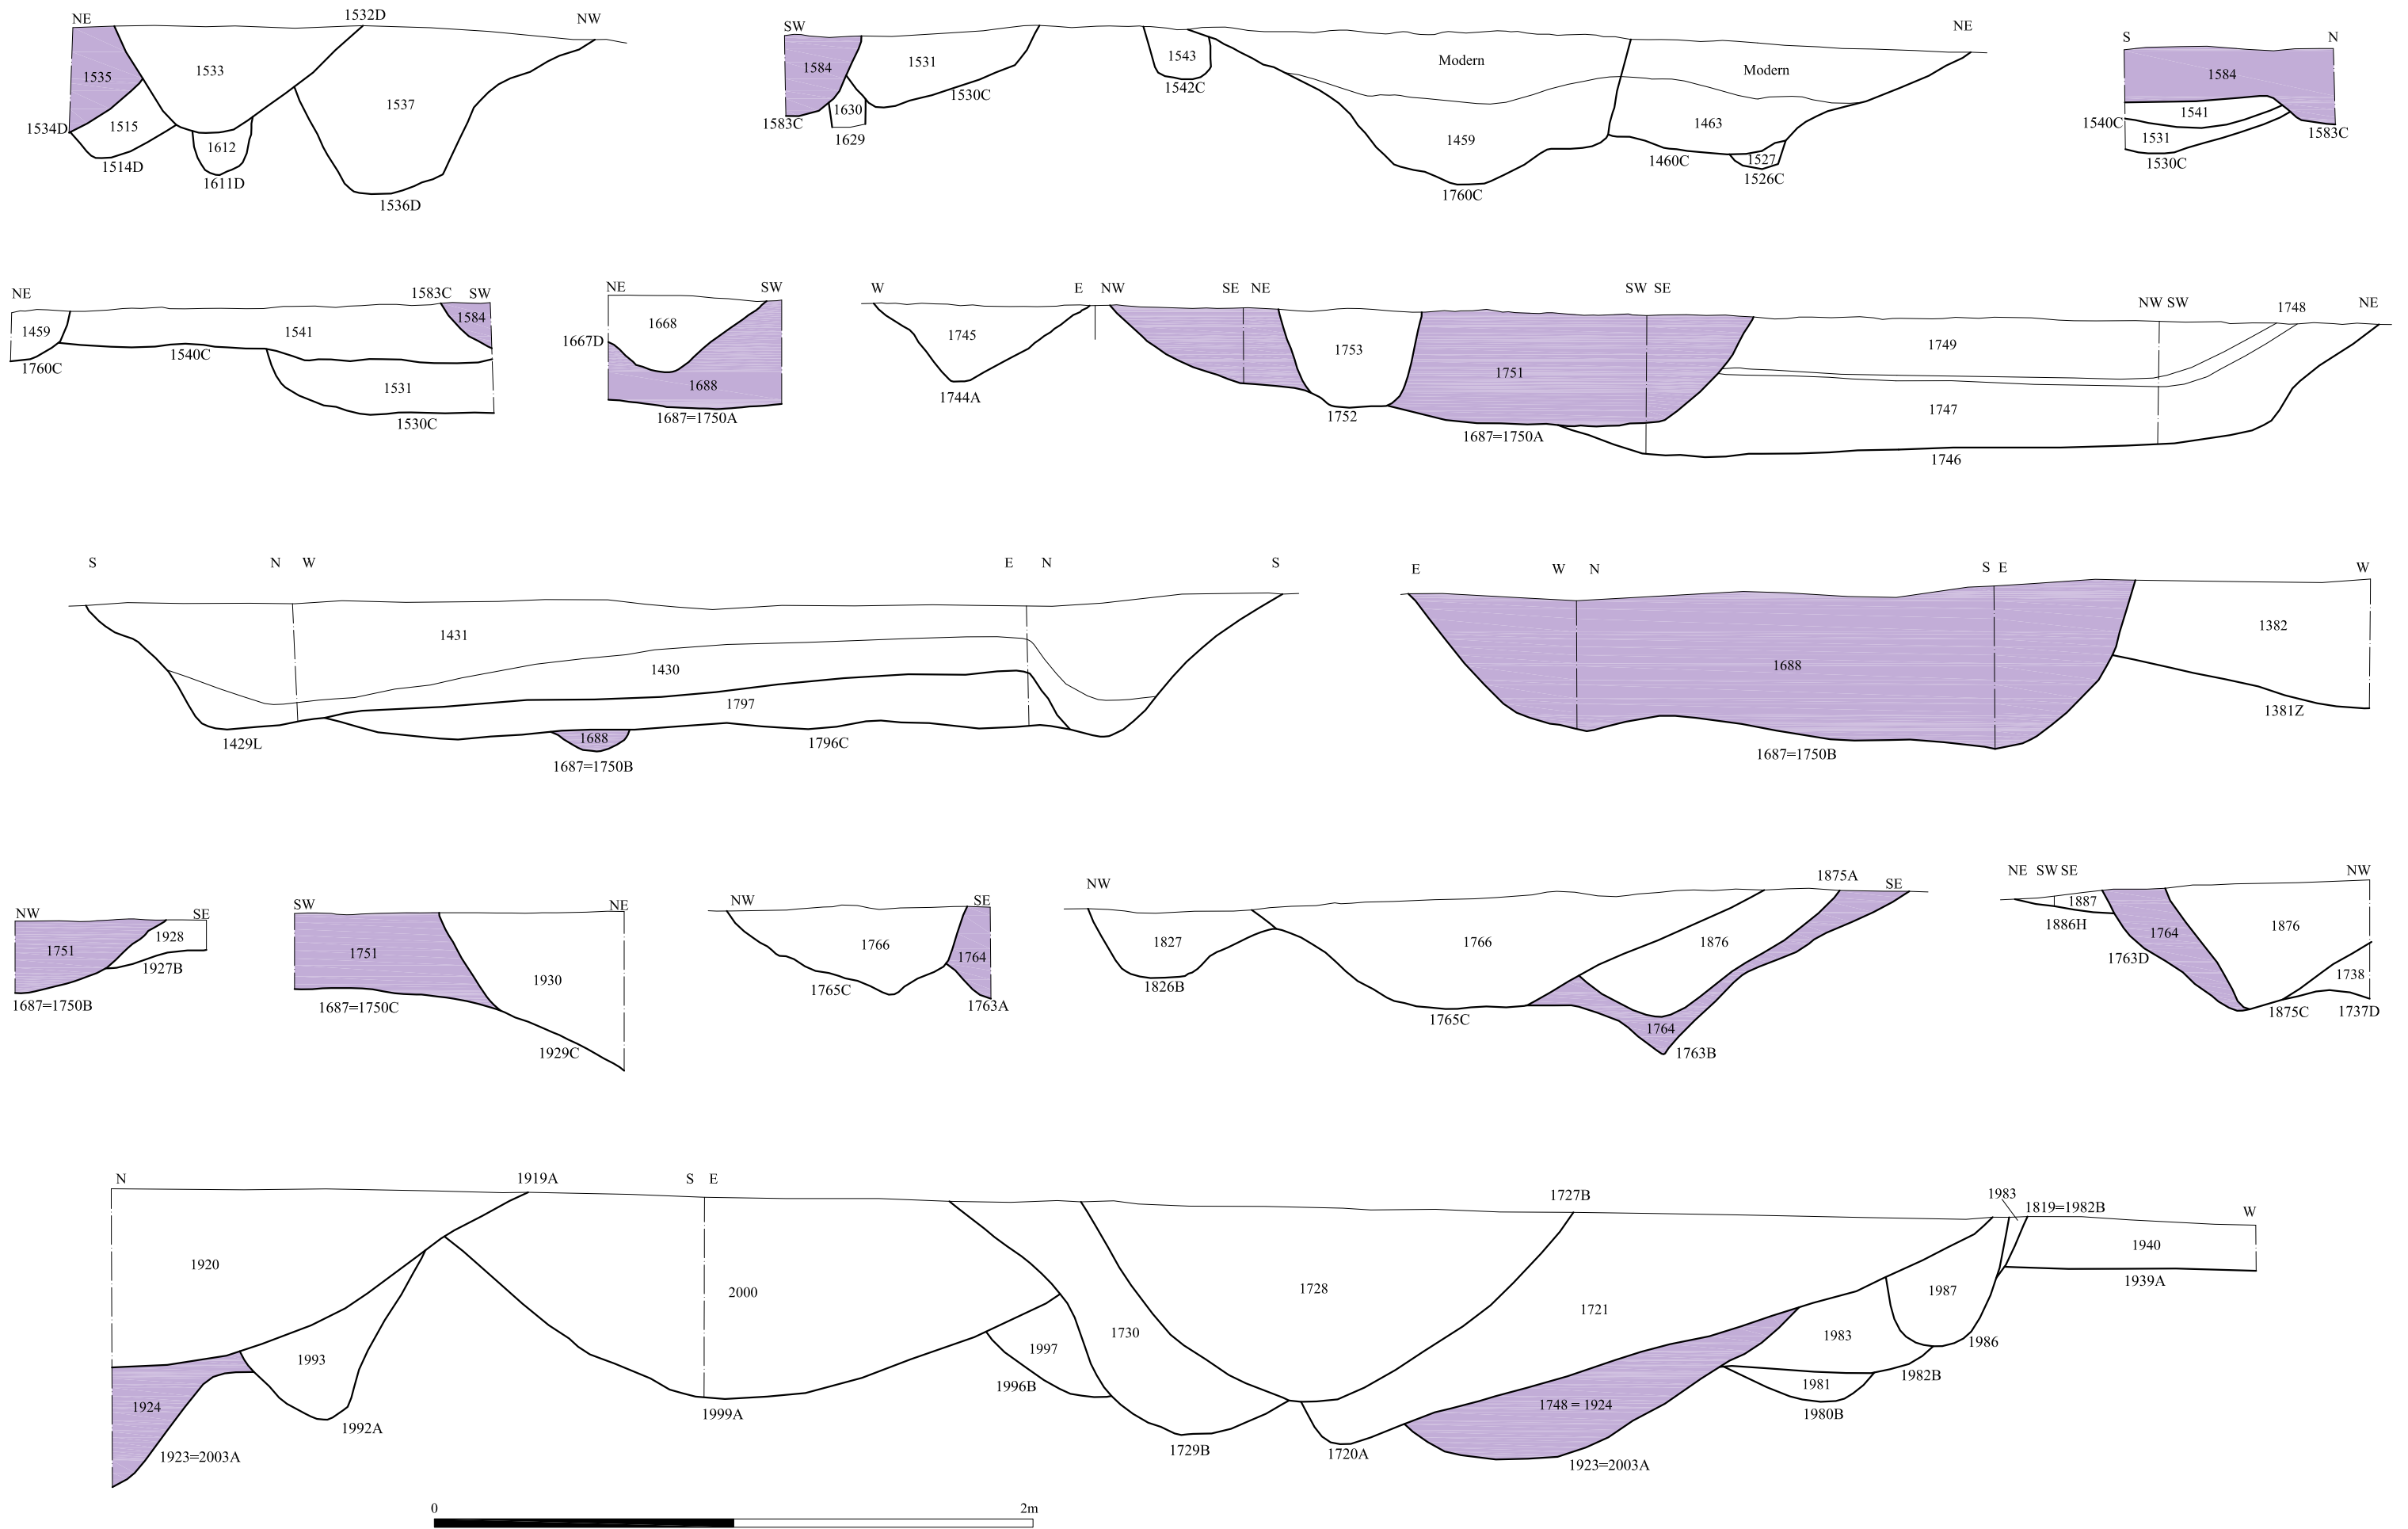 NE 1532D NW
1535 1533 1537
1534D 1515 1612
1514D 1611D 1536D
SW NE
1584 1531 1543 Modern Modern
1583C 1630 1530C 1542C 1459 1463
1629 1760C 1460C 1527
1526C
S N
1584
1540C 1541 1583C
1531
1530C
NE 1583C SW
1459 1541 1584
1760C 1540C 1531
1530C
NE SW
1668
1667D
1688
1687=1750A
W E NW SE NE SW SE NW SW 1748 NE
1745 1753 1751 1749
1744A 1752 1687=1750A 1747
1746
S N W E N S
1431
1430
1797
1429L 1688 1796C
1687=1750B
E W N S E W
1382
1688
1381Z
1687=1750B
NW SE
1751 1928
1927B
1687=1750B
SW NE
1751 1930
1687=1750C
1929C
NW SE
1766 1764
1765C 1763A
NW 1875A SE
1827 1766 1876
1826B 1765C 1764
1763B
NE SW SE NW
1887
1886H 1764 1876
1763D 1738
1875C 1737D
N 1919A S E 1727B 1983 1819=1982B W
1920 2000 1728 1721 1987 1940
1939A
1993 1997 1730 1983 1986
1924 1996B 1748 = 1924 1981 1982B
1992A 1999A 1980B
1923=2003A 1729B 1720A 1923=2003A
0 2m